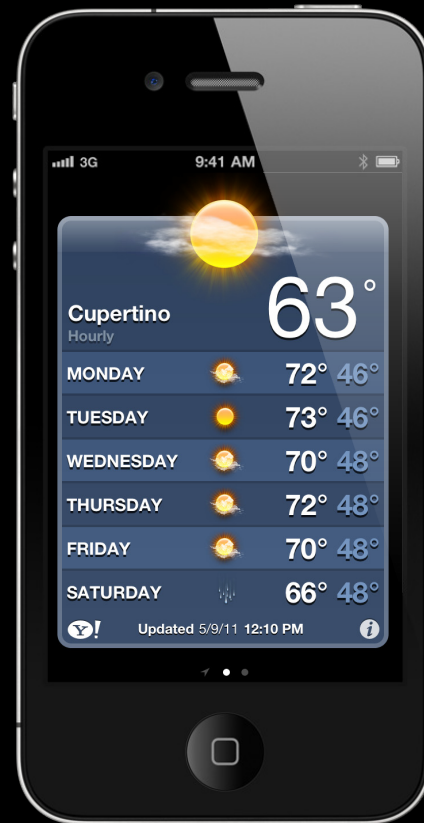 3G 9:41 AM
63°
Cupertino
Hourly
MONDAY 72° 46°
TUESDAY 73° 46°
WEDNESDAY 70° 48°
THURSDAY 72° 48°
FRIDAY 70° 48°
SATURDAY 66° 48°
Y! Updated 5/9/11 12:10 PM i